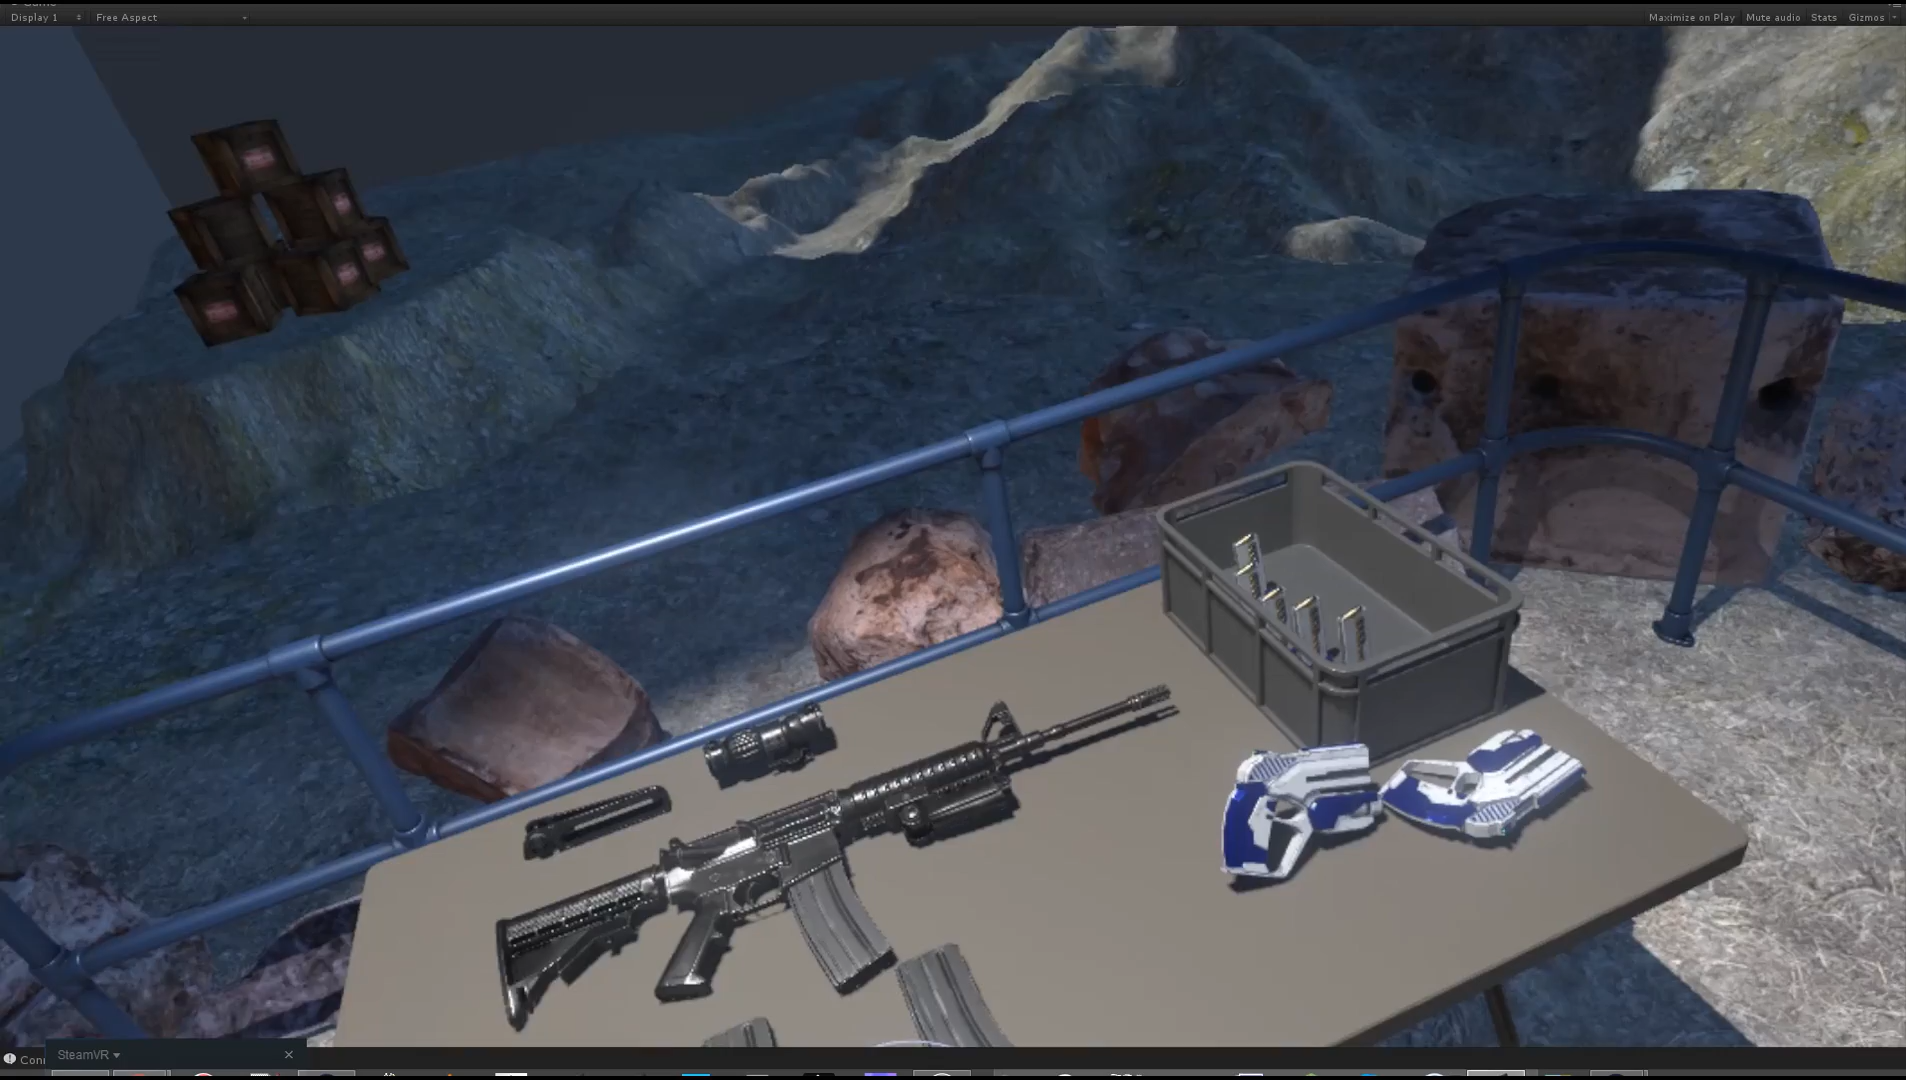 Display 1
Free Aspect
Maximize on Play
Mute audio
Stats
Gizmos
SteamVR